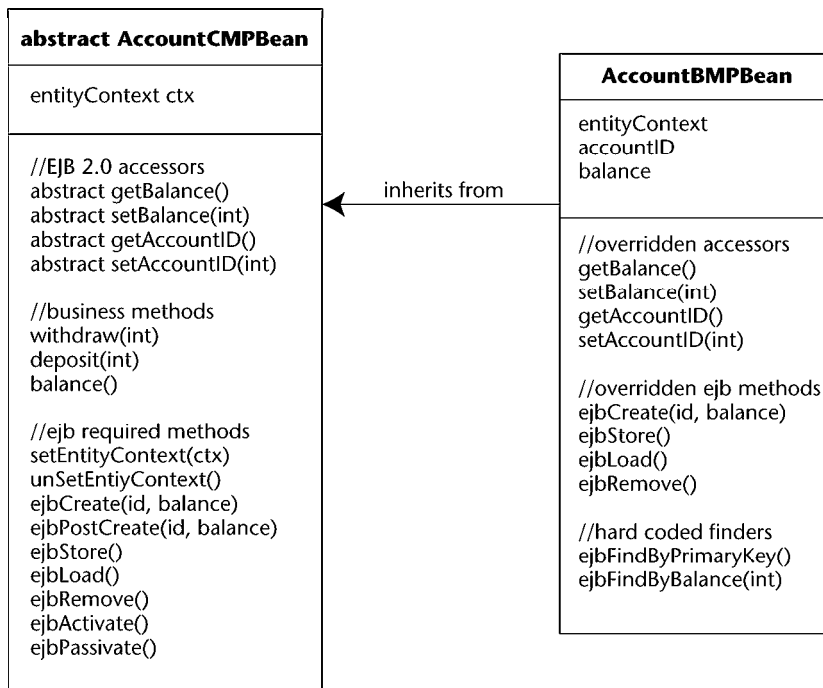 abstract AccountCMPBean
entityContext ctx
//EJB 2.0 accessors
abstract getBalance()
abstract setBalance(int)
abstract getAccountID()
abstract setAccountID(int)
//business methods
withdraw(int)
deposit(int)
balance()
//ejb required methods
setEntityContext(ctx)
unSetEntiyContext()
ejbCreate(id, balance)
ejbPostCreate(id, balance)
ejbStore()
ejbLoad()
ejbRemove()
ejbActivate()
ejbPassivate()
inherits from
AccountBMPBean
entityContext
accountID
balance
//overridden accessors
getBalance()
setBalance(int)
getAccountID()
setAccountID(int)
//overridden ejb methods
ejbCreate(id, balance)
ejbStore()
ejbLoad()
ejbRemove()
//hard coded finders
ejbFindByPrimaryKey()
ejbFindByBalance(int)